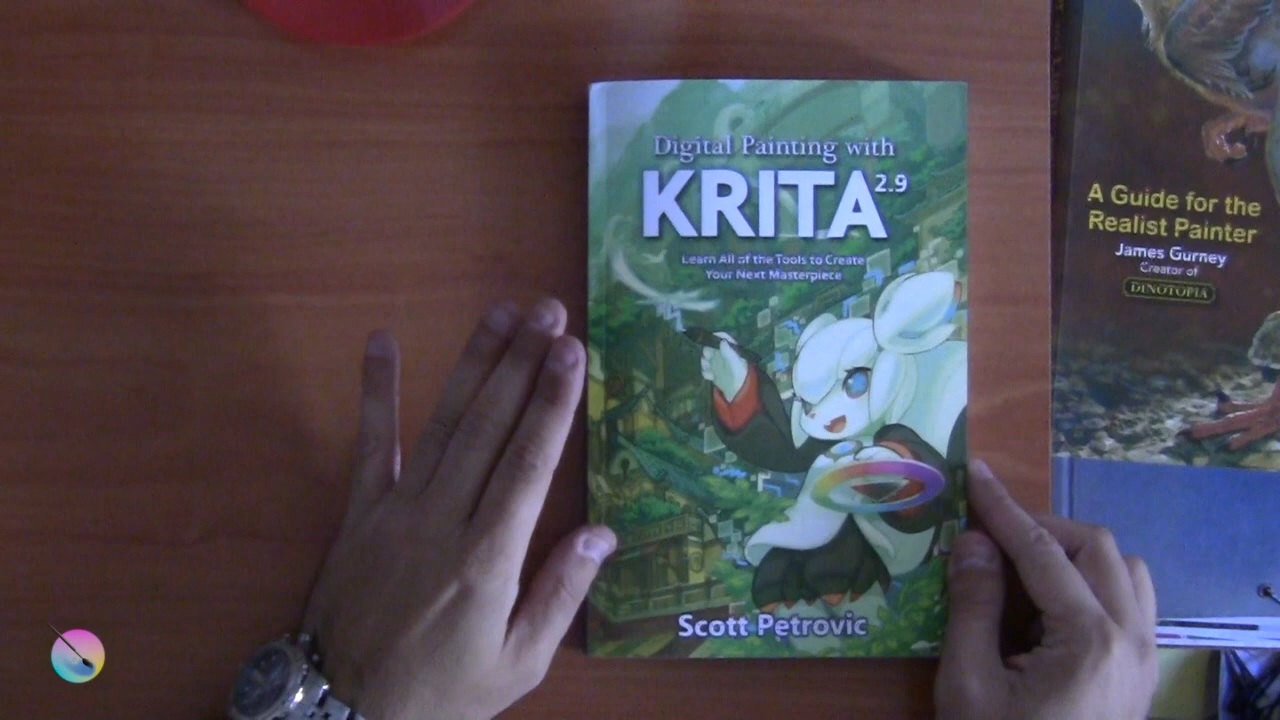 Digital Painting with
KRITA 2.9
Learn All of the Tools to Create
Your Next Masterpiece
Scott Petrovic
A Guide for the
Realist Painter
James Gurney
Creator of
DINOTOPIA